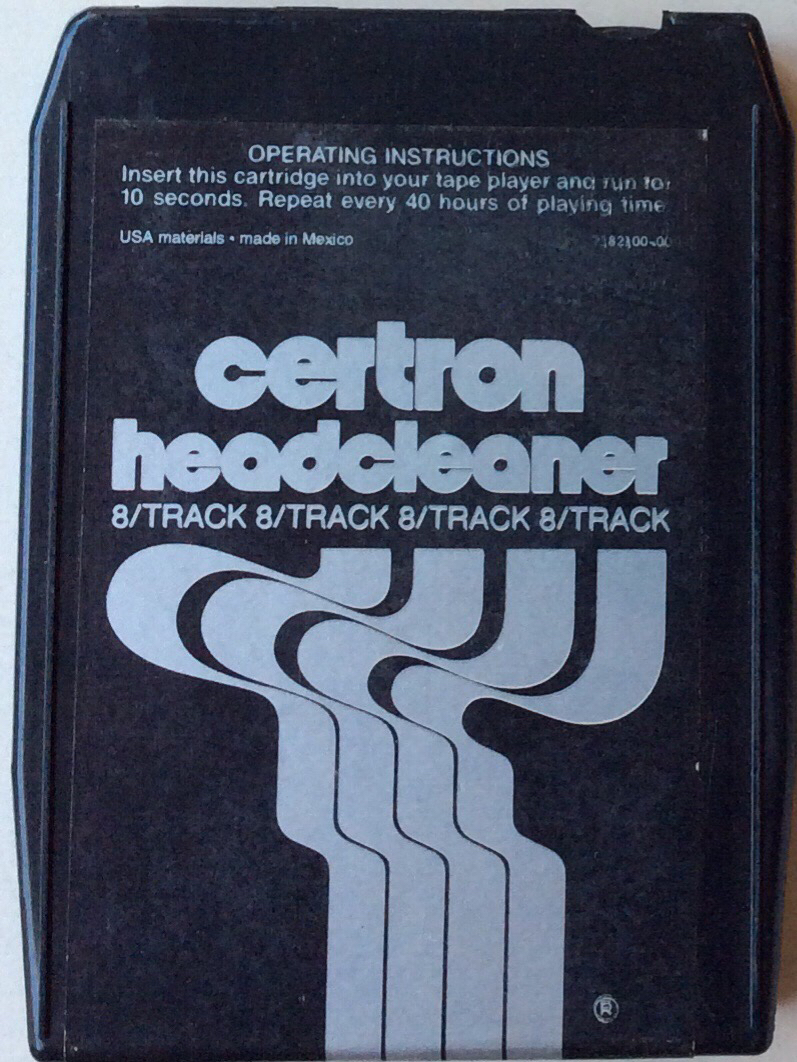 OPERATING INSTRUCTIONS
Insert this cartridge into your tape player and run for
10 seconds. Repeat every 40 hours of playing time
USA materials • made in Mexico
certron
headcleaner
8/TRACK 8/TRACK 8/TRACK 8/TRACK
®